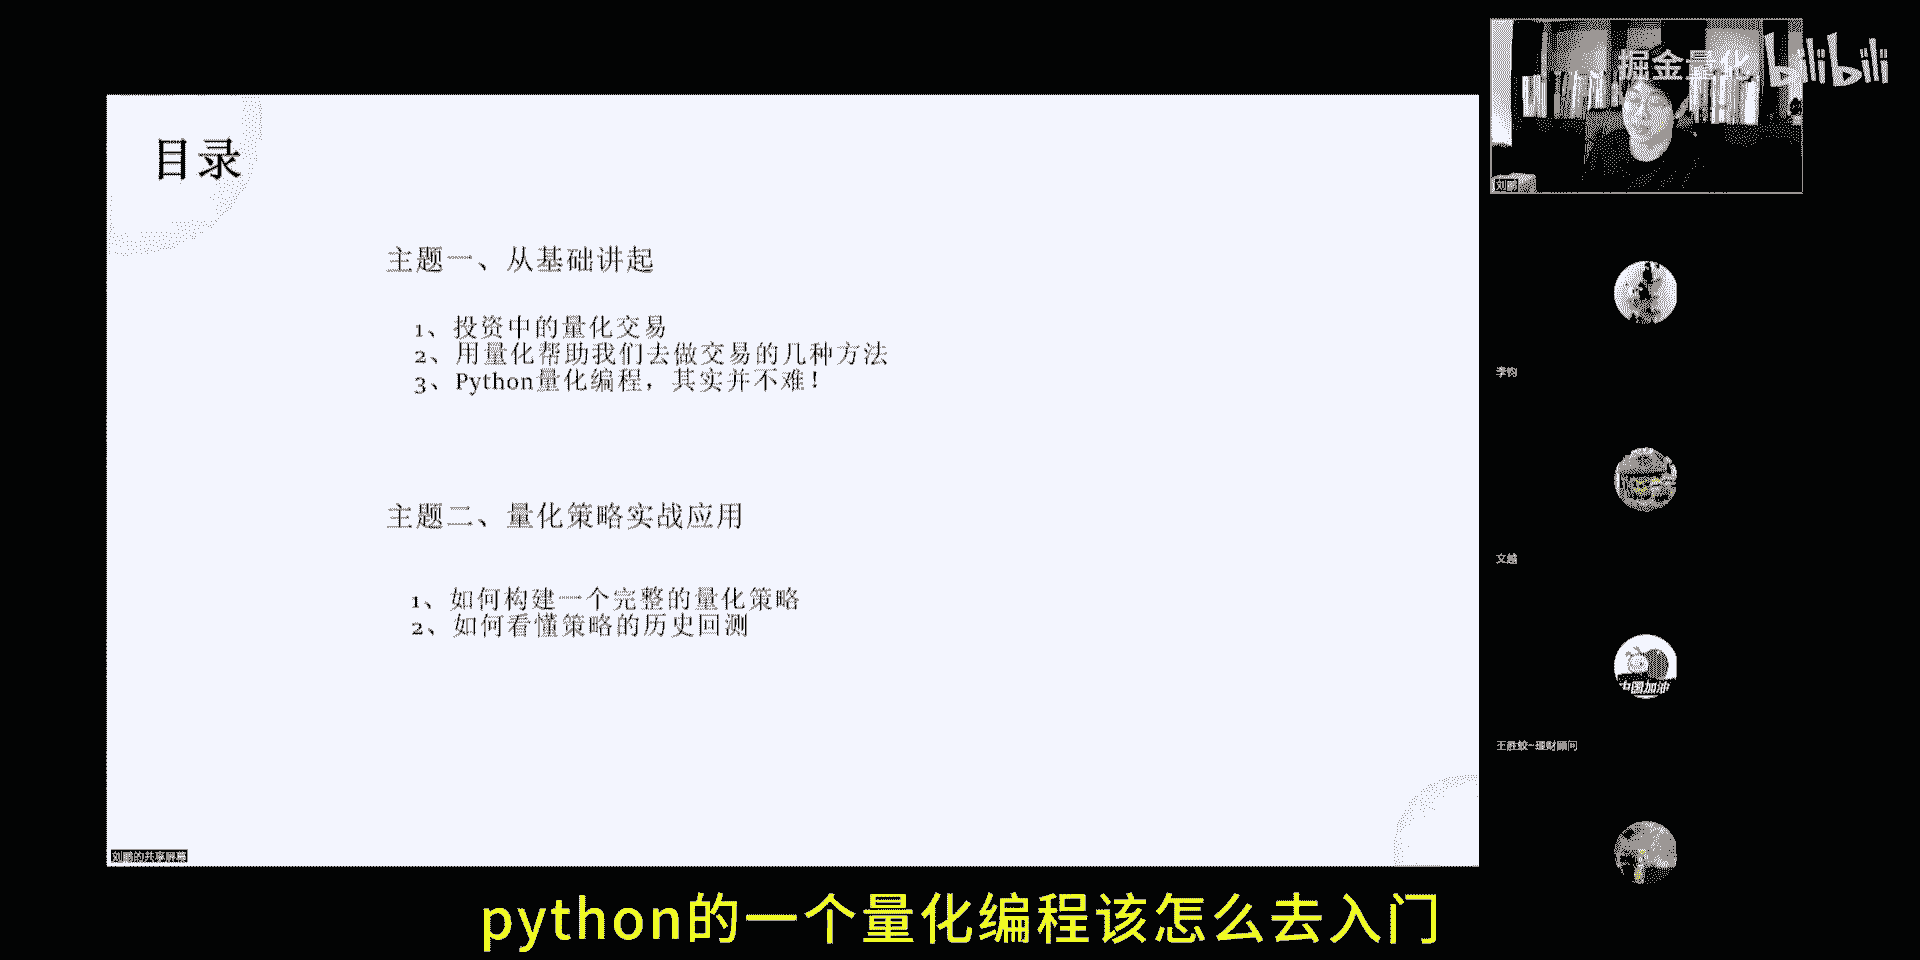 掘金量化 bilibili
目录
主题一、从基础讲起
1、投资中的量化交易
2、用量化帮助我们去做交易的几种方法
3、Python量化编程，其实并不难！
主题二、量化策略实战应用
1、如何构建一个完整的量化策略
2、如何看懂策略的历史回测
刘鹏
李钧
文越
中国加油
理财顾问
刘鹏的共享屏幕
python的一个量化编程该怎么去入门